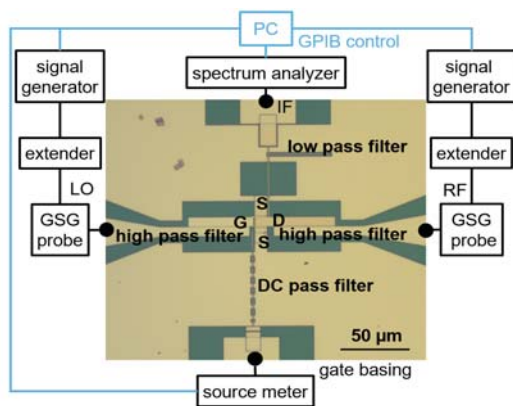 PC
GPIB control
signal
generator
spectrum analyzer
signal
generator
IF
extender
low pass filter
extender
LO
RF
S
GSG
probe
G
D
GSG
probe
high pass filter
high pass filter
S
DC pass filter
50 µm
gate basing
source meter